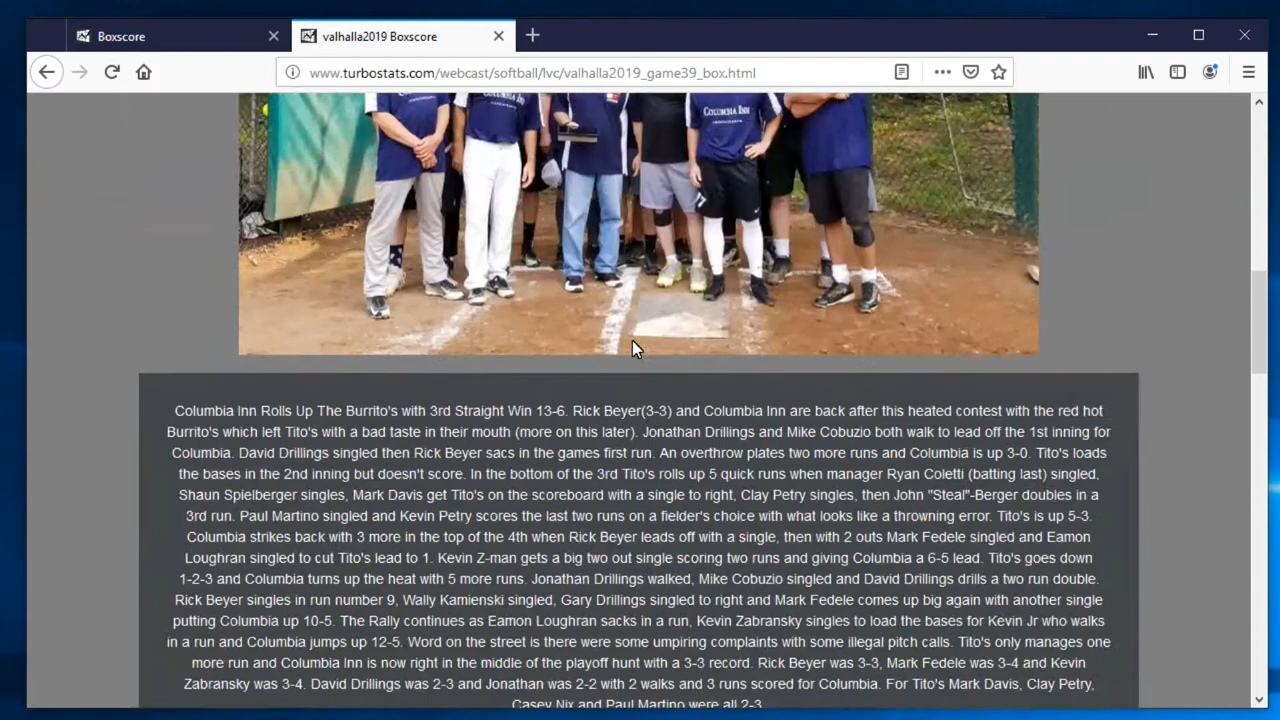 Boxscore
valhalla2019 Boxscore
www.turbostats.com/webcast/softball/lvc/valhalla2019_game39_box.html
COLUMBIA INN
COLUMBIA INN
Columbia Inn Rolls Up The Burrito's with 3rd Straight Win 13-6. Rick Beyer(3-3) and Columbia Inn are back after this heated contest with the red hot
Burrito's which left Tito's with a bad taste in their mouth (more on this later). Jonathan Drillings and Mike Cobuzio both walk to lead off the 1st inning for
Columbia. David Drillings singled then Rick Beyer sacs in the games first run. An overthrow plates two more runs and Columbia is up 3-0. Tito's loads
the bases in the 2nd inning but doesn't score. In the bottom of the 3rd Tito's rolls up 5 quick runs when manager Ryan Coletti (batting last) singled,
Shaun Spielberger singles, Mark Davis get Tito's on the scoreboard with a single to right, Clay Petry singles, then John "Steal"-Berger doubles in a
3rd run. Paul Martino singled and Kevin Petry scores the last two runs on a fielder's choice with what looks like a throwning error. Tito's is up 5-3.
Columbia strikes back with 3 more in the top of the 4th when Rick Beyer leads off with a single, then with 2 outs Mark Fedele singled and Eamon
Loughran singled to cut Tito's lead to 1. Kevin Z-man gets a big two out single scoring two runs and giving Columbia a 6-5 lead. Tito's goes down
1-2-3 and Columbia turns up the heat with 5 more runs. Jonathan Drillings walked, Mike Cobuzio singled and David Drillings drills a two run double.
Rick Beyer singles in run number 9, Wally Kamienski singled, Gary Drillings singled to right and Mark Fedele comes up big again with another single
putting Columbia up 10-5. The Rally continues as Eamon Loughran sacks in a run, Kevin Zabransky singles to load the bases for Kevin Jr who walks
in a run and Columbia jumps up 12-5. Word on the street is there were some umpiring complaints with some illegal pitch calls. Tito's only manages one
more run and Columbia Inn is now right in the middle of the playoff hunt with a 3-3 record. Rick Beyer was 3-3, Mark Fedele was 3-4 and Kevin
Zabransky was 3-4. David Drillings was 2-3 and Jonathan was 2-2 with 2 walks and 3 runs scored for Columbia. For Tito's Mark Davis, Clay Petry,
Casey Nix and Paul Martino were all 2-3